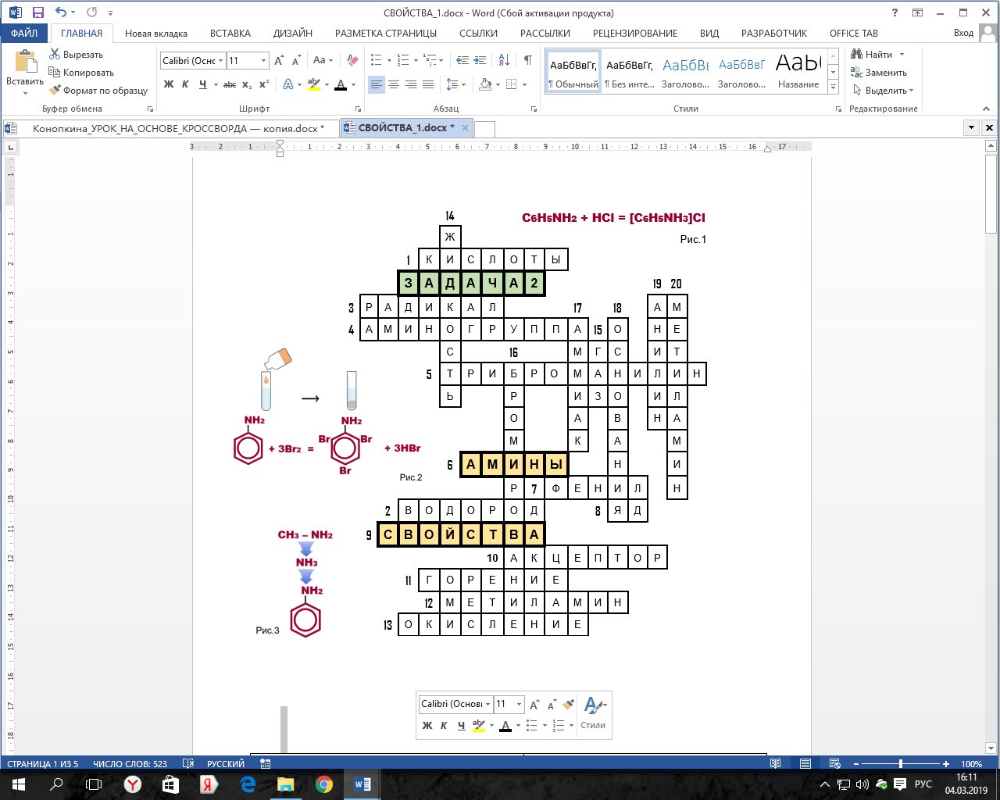 СВОЙСТВА_1.docx - Word (Сбой активации продукта)
ФАЙЛ ГЛАВНАЯ Новая вкладка ВСТАВКА ДИЗАЙН РАЗМЕТКА СТРАНИЦЫ ССЫЛКИ РАССЫЛКИ РЕЦЕНЗИРОВАНИЕ ВИД РАЗРАБОТЧИК OFFICE TAB Вход
Вставить
Вырезать
Копировать
Формат по образцу
Буфер обмена
Calibri (Оснс 11
Ж К Ч abc x₂ x²
Шрифт
Абзац
АаБбВвГг, АаБбВвГг, АаБбВ АаБбВвГ АаБ
¶ Обычный ¶ Без инте... Заголово... Заголово... Название
Стили
Найти
Заменить
Выделить
Редактирование
Конопкина_УРОК_НА_ОСНОВЕ_КРОССВОРДА — копия.docx *
СВОЙСТВА_1.docx *
3 2 1 1 2 3 4 5 6 7 8 9 10 11 12 13 14 15 16 17
14
C6H5NH2 + HCl = [C6H5NH3]Cl
Рис.1
Ж
1 К И С Л О Т Ы
З А Д А Ч А 2
19 20
3 Р А Д И К А Л 17 18 А М
4 А М И Н О Г Р У П П А 15 О Н Е
С 16 М Г С И Т
5 Т Р И Б Р О М А Н И Л И Н
Ь Р И З О И Л
О А В Н А
М К А М
6 А М И Н Ы Н И
Р 7 Ф Е Н И Л Н
2 В О Д О Р О Д 8 Я Д
9 С В О Й С Т В А
10 А К Ц Е П Т О Р
11 Г О Р Е Н И Е
12 М Е Т И Л А М И Н
13 О К И С Л Е Н И Е
→
NH2 NH2
Br Br
+ 3Br2 = + 3HBr
Br
Рис.2
CH3 – NH2
NH3
NH2
Рис.3
Calibri (Основ 11
Ж К Ч Стили
СТРАНИЦА 1 ИЗ 5 ЧИСЛО СЛОВ: 523 РУССКИЙ 100%
РУС
16:11
04.03.2019